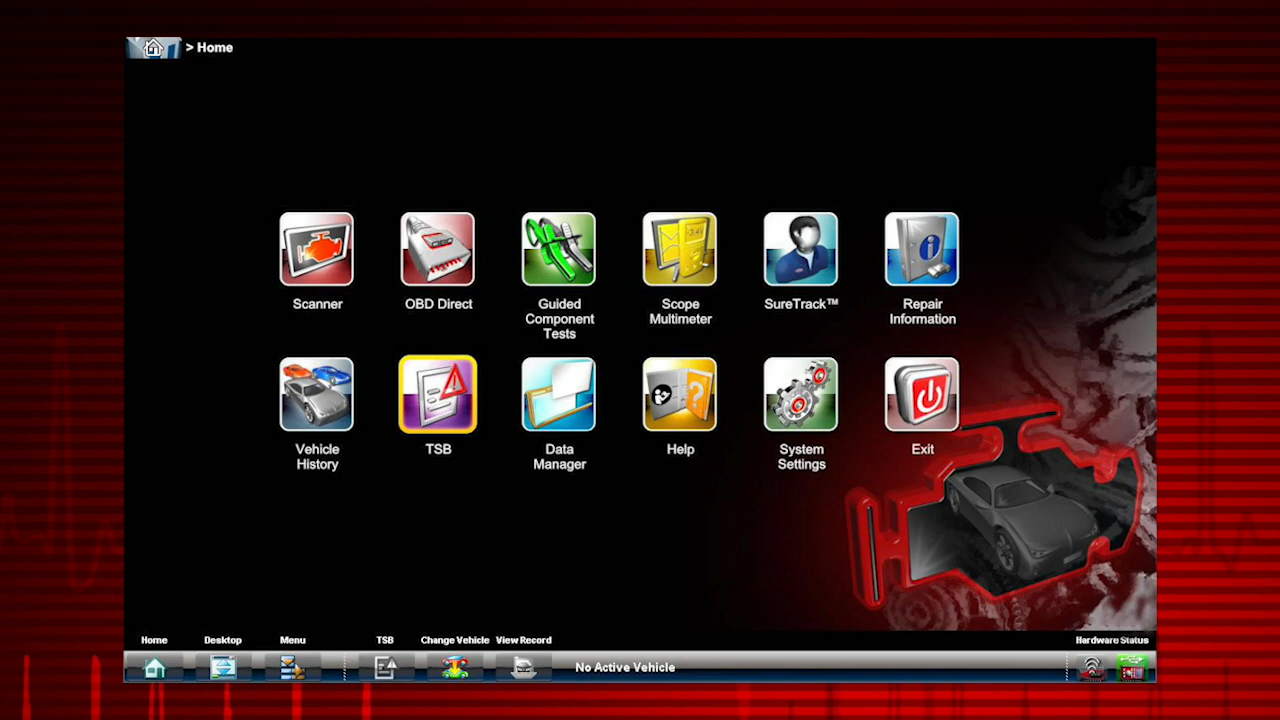 > Home
Scanner
OBD Direct
Guided
Component
Tests
Scope
Multimeter
SureTrack™
Repair
Information
Vehicle
History
TSB
Data
Manager
Help
System
Settings
Exit
Home
Desktop
Menu
TSB
Change Vehicle
View Record
Hardware Status
No Active Vehicle